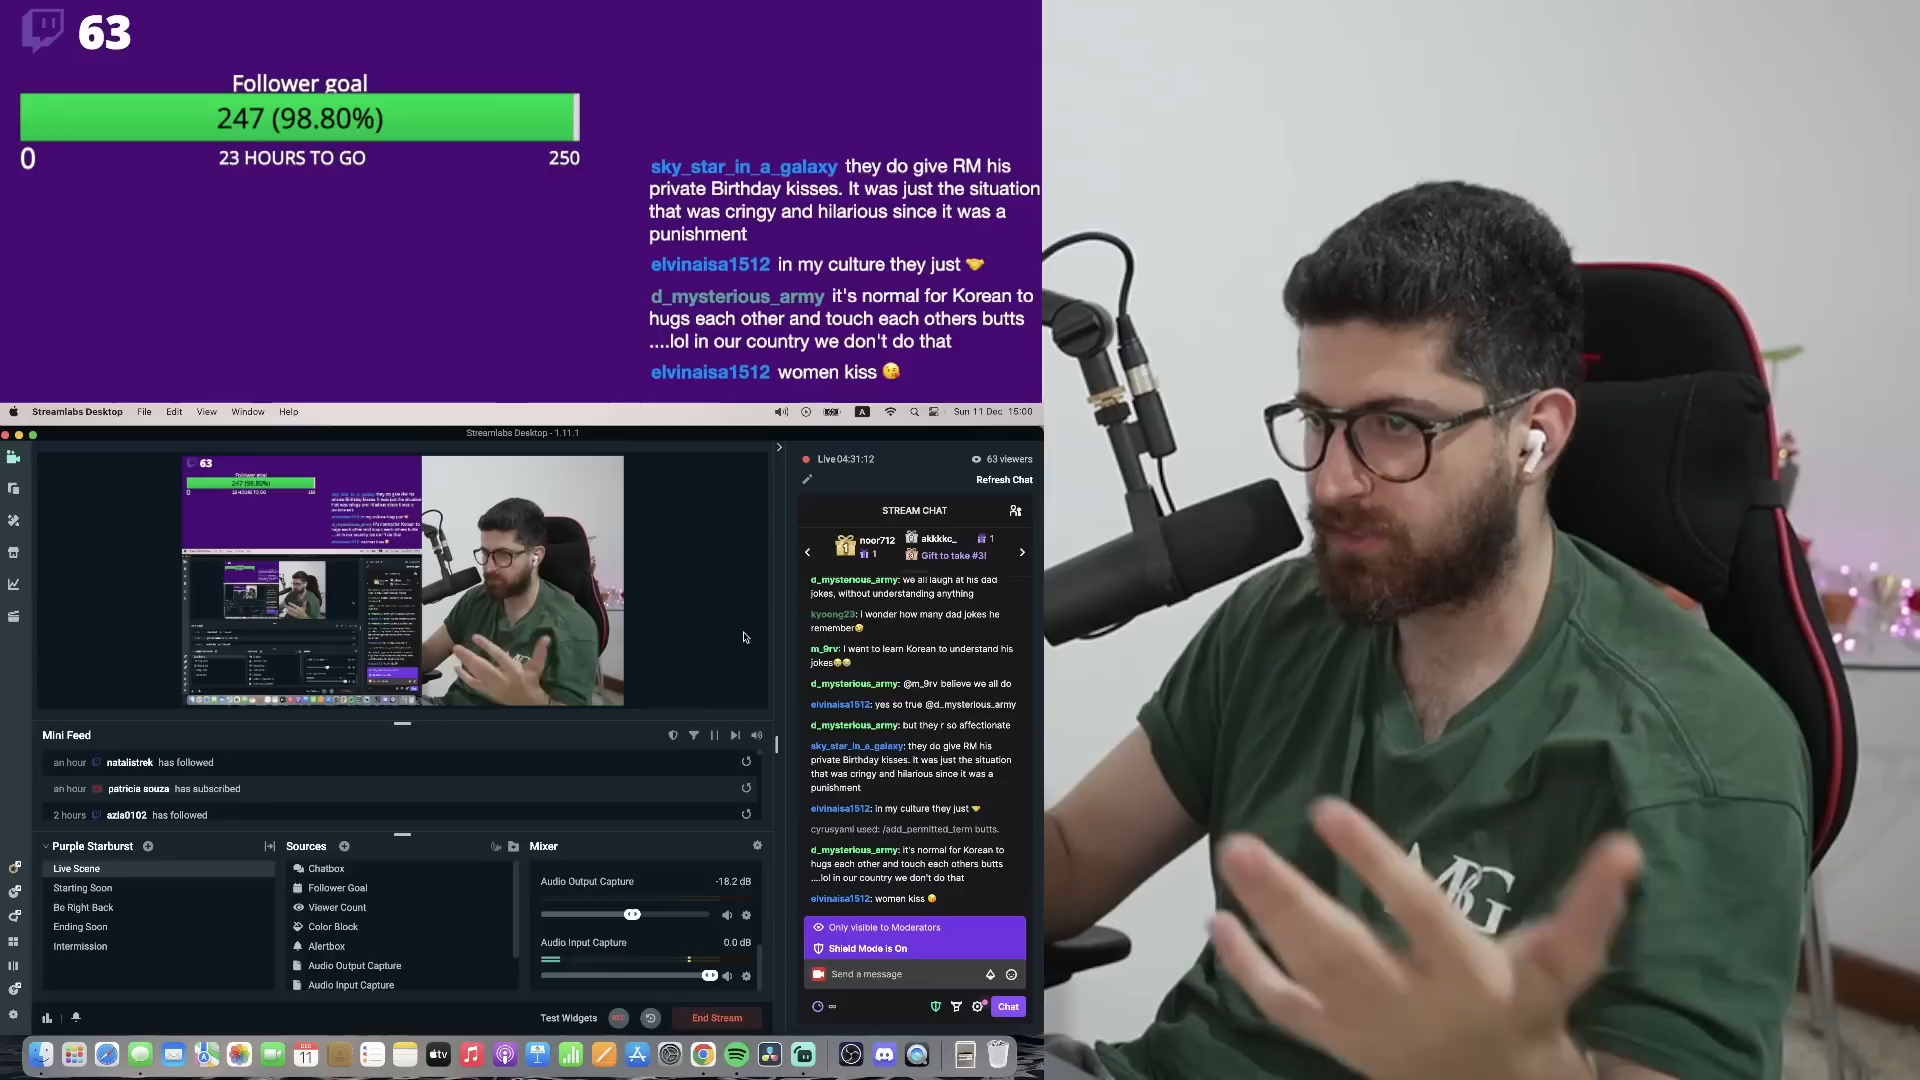 63
Follower goal
247 (98.80%)
0
23 HOURS TO GO
250
sky_star_in_a_galaxy they do give RM his
private Birthday kisses. It was just the situation
that was cringy and hilarious since it was a
punishment
elvinaisa1512 in my culture they just 🤝
d_mysterious_army it's normal for Korean to
hugs each other and touch each others butts
....lol in our country we don't do that
elvinaisa1512 women kiss 😘
Streamlabs Desktop File Edit View Window Help
A
Sun 11 Dec 15:00
Streamlabs Desktop - 1.11.1
63
Follower goal
247 (98.80%)
Live 04:31:12
63 viewers
Refresh Chat
STREAM CHAT
1
noor712
1
akkkkc_
1
Gift to take #3!
d_mysterious_army: we all laugh at his dad
jokes, without understanding anything
kyoong23: I wonder how many dad jokes he
remember🤣
m_9rv: I want to learn Korean to understand his
jokes😭😭
d_mysterious_army: @m_9rv believe we all do
elvinaisa1512: yes so true @d_mysterious_army
d_mysterious_army: but they r so affectionate
sky_star_in_a_galaxy: they do give RM his
private Birthday kisses. It was just the situation
that was cringy and hilarious since it was a
punishment
elvinaisa1512: in my culture they just 🤝
cyrusyami used: /add_permitted_term butts.
d_mysterious_army: it's normal for Korean to
hugs each other and touch each others butts
....lol in our country we don't do that
elvinaisa1512: women kiss 😘
Only visible to Moderators
Shield Mode is On
Send a message
Chat
Mini Feed
an hour natalistrek has followed
an hour patricia souza has subscribed
2 hours azia0102 has followed
Purple Starburst
Live Scene
Starting Soon
Be Right Back
Ending Soon
Intermission
Sources
Chatbox
Follower Goal
Viewer Count
Color Block
Alertbox
Audio Output Capture
Audio Input Capture
Mixer
Audio Output Capture -18.2 dB
Audio Input Capture 0.0 dB
Test Widgets
REC
End Stream
DEC
11
tv